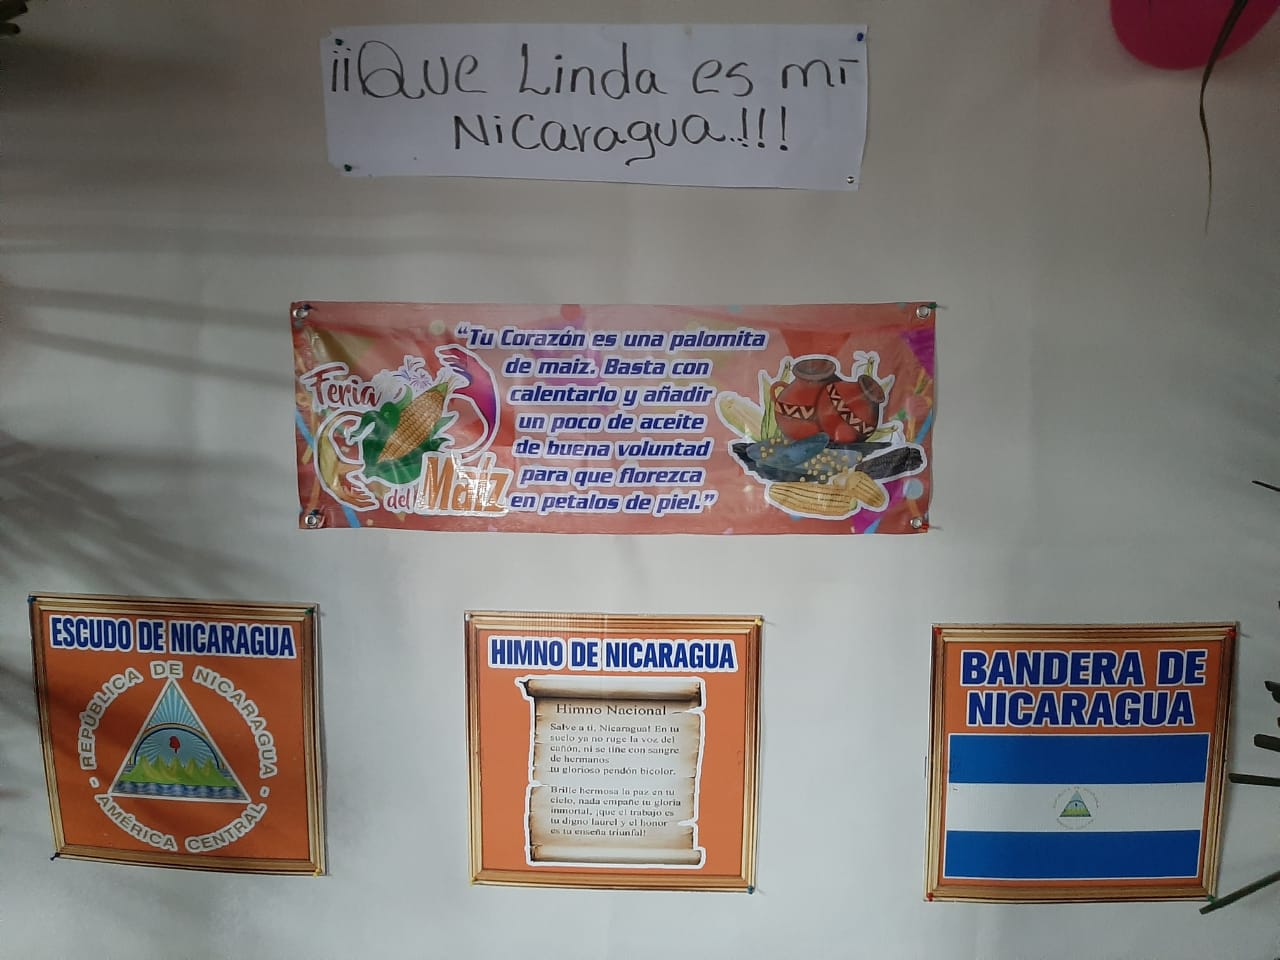 ¡¡Que Linda es mi
Nicaragua.!!!
Feria
del Maiz
“Tu Corazón es una palomita
de maiz. Basta con
calentarlo y añadir
un poco de aceite
de buena voluntad
para que florezca
en petalos de piel.”
ESCUDO DE NICARAGUA
REPÚBLICA DE NICARAGUA
- AMÉRICA CENTRAL -
HIMNO DE NICARAGUA
Himno Nacional
Salve a ti, Nicaragua! En tu
suelo ya no ruge la voz del
cañón, ni se tiñe con sangre
de hermanos
tu glorioso pendón bicolor.
Brille hermosa la paz en tu
cielo, nada empañe tu gloria
inmortal, ¡que el trabajo es
tu digno laurel y el honor
es tu enseña triunfal!
BANDERA DE
NICARAGUA